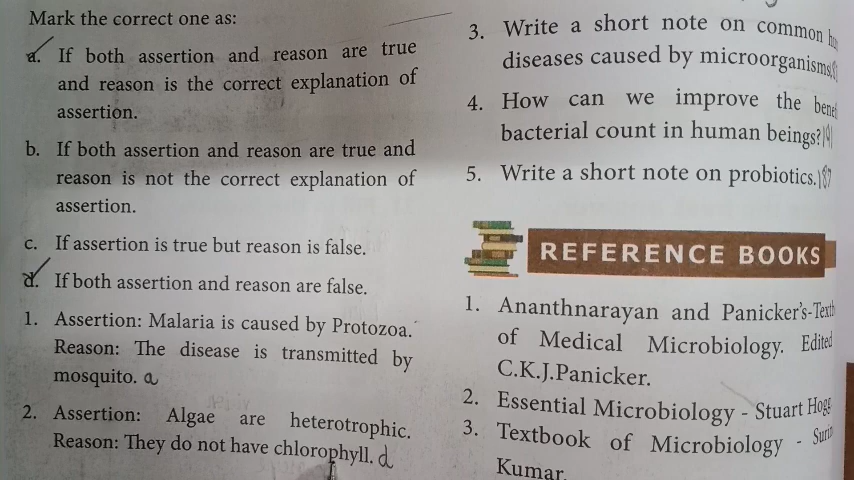 Mark the correct one as:
a. If both assertion and reason are true
and reason is the correct explanation of
assertion.
b. If both assertion and reason are true and
reason is not the correct explanation of
assertion.
c. If assertion is true but reason is false.
d. If both assertion and reason are false.
1. Assertion: Malaria is caused by Protozoa.
Reason: The disease is transmitted by
mosquito. a
2. Assertion: Algae are heterotrophic.
Reason: They do not have chlorophyll. d
3. Write a short note on common
diseases caused by microorganisms.
4. How can we improve the
bacterial count in human beings?
5. Write a short note on probiotics.
REFERENCE BOOKS
1. Ananthnarayan and Panicker's-
of Medical Microbiology. Edited
C.K.J.Panicker.
2. Essential Microbiology - Stuart Hogg
3. Textbook of Microbiology -
Kumar.